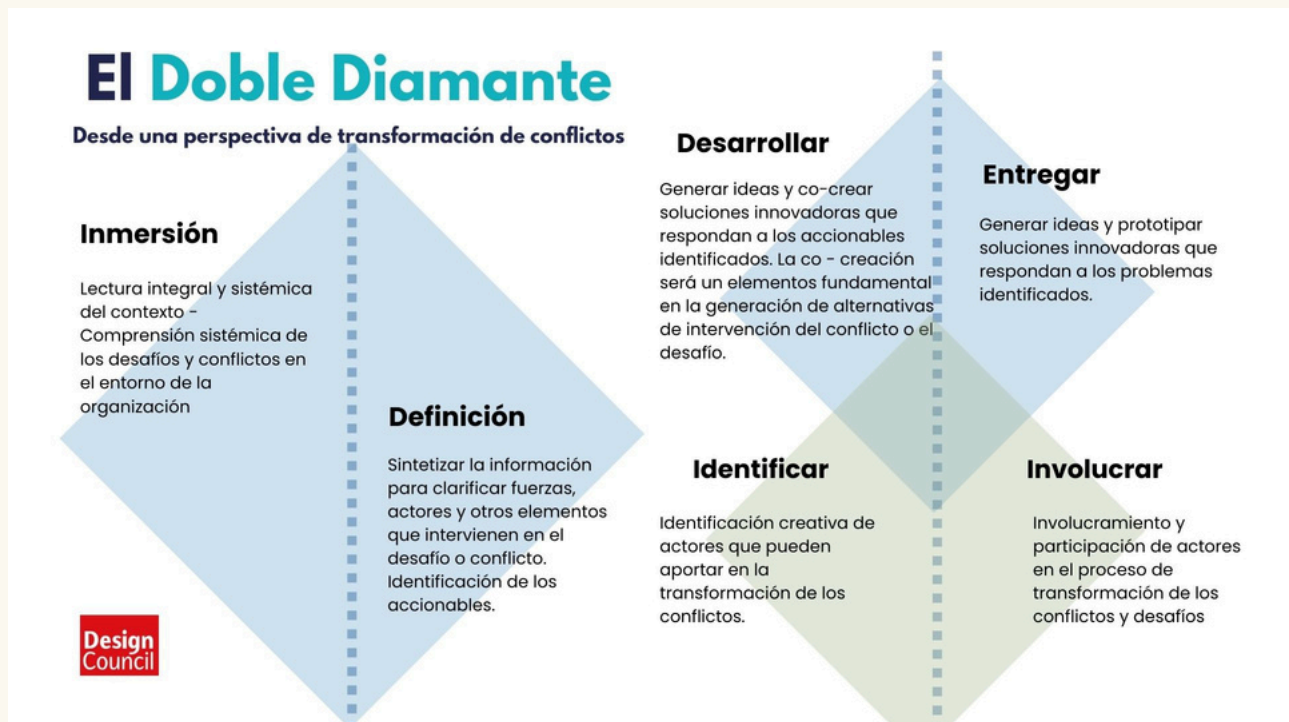 El Doble Diamante
Desde una perspectiva de transformación de conflictos
Inmersión
Lectura integral y sistémica
del contexto -
Comprensión sistémica de
los desafíos y conflictos en
el entorno de la
organización
Definición
Sintetizar la información
para clarificar fuerzas,
actores y otros elementos
que intervienen en el
desafío o conflicto.
Identificación de los
accionables.
Desarrollar
Generar ideas y co-crear
soluciones innovadoras que
respondan a los accionables
identificados. La co - creación
será un elementos fundamental
en la generación de alternativas
de intervención del conflicto o el
desafío.
Entregar
Generar ideas y prototipar
soluciones innovadoras que
respondan a los problemas
identificados.
Identificar
Identificación creativa de
actores que pueden
aportar en la
transformación de los
conflictos.
Involucrar
Involucramiento y
participación de actores
en el proceso de
transformación de los
conflictos y desafíos
Design
Council